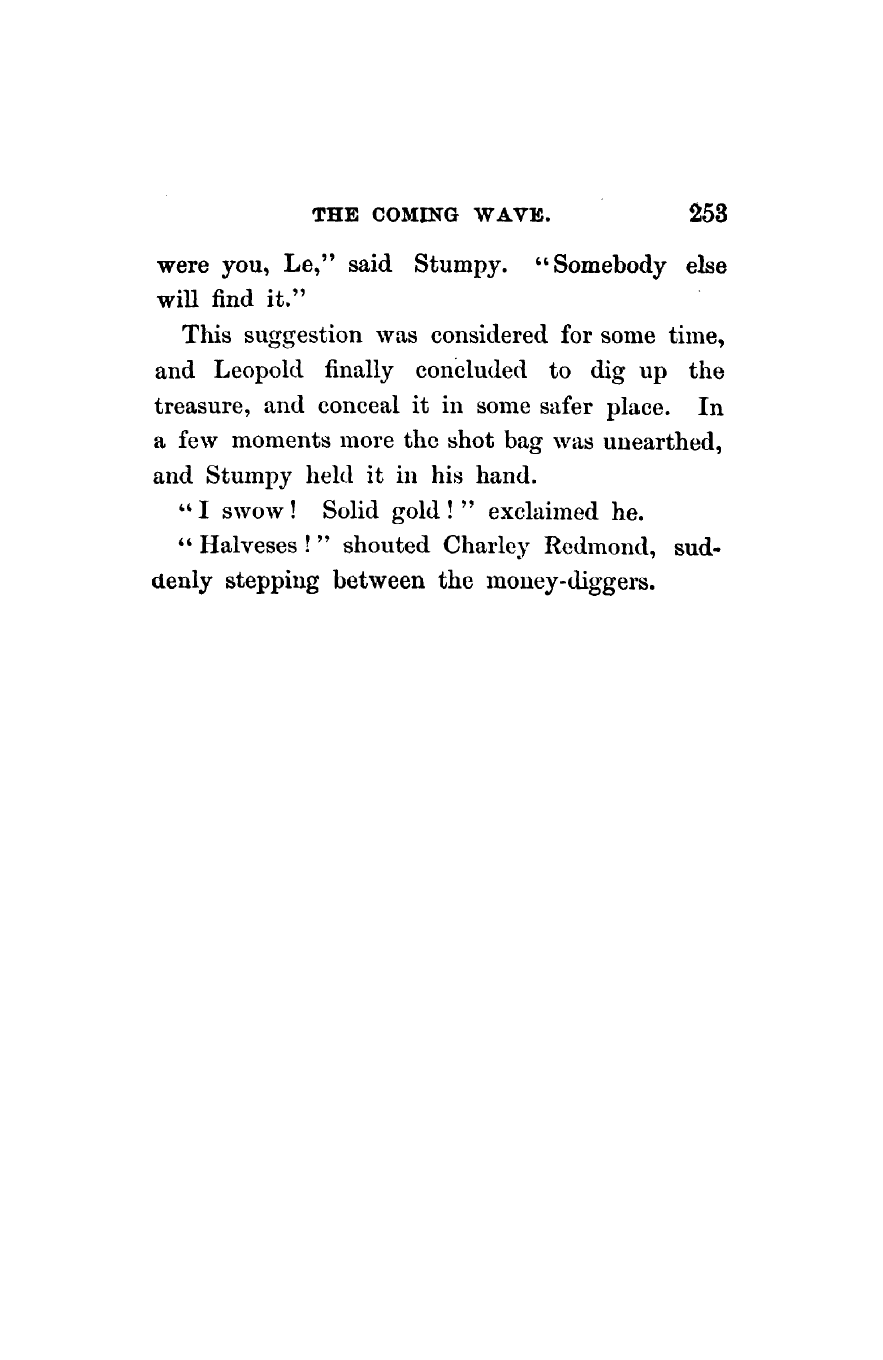 THE COMING WAVE. 253
were you, Le,” said Stumpy. “Somebody else
will find it.”
This suggestion was considered for some time,
and Leopold finally concluded to dig up the
treasure, and conceal it in some safer place. In
a few moments more the shot bag was unearthed,
and Stumpy held it in his hand.
“I swow! Solid gold!” exclaimed he.
“Halveses!” shouted Charley Redmond, sud-
denly stepping between the money-diggers.